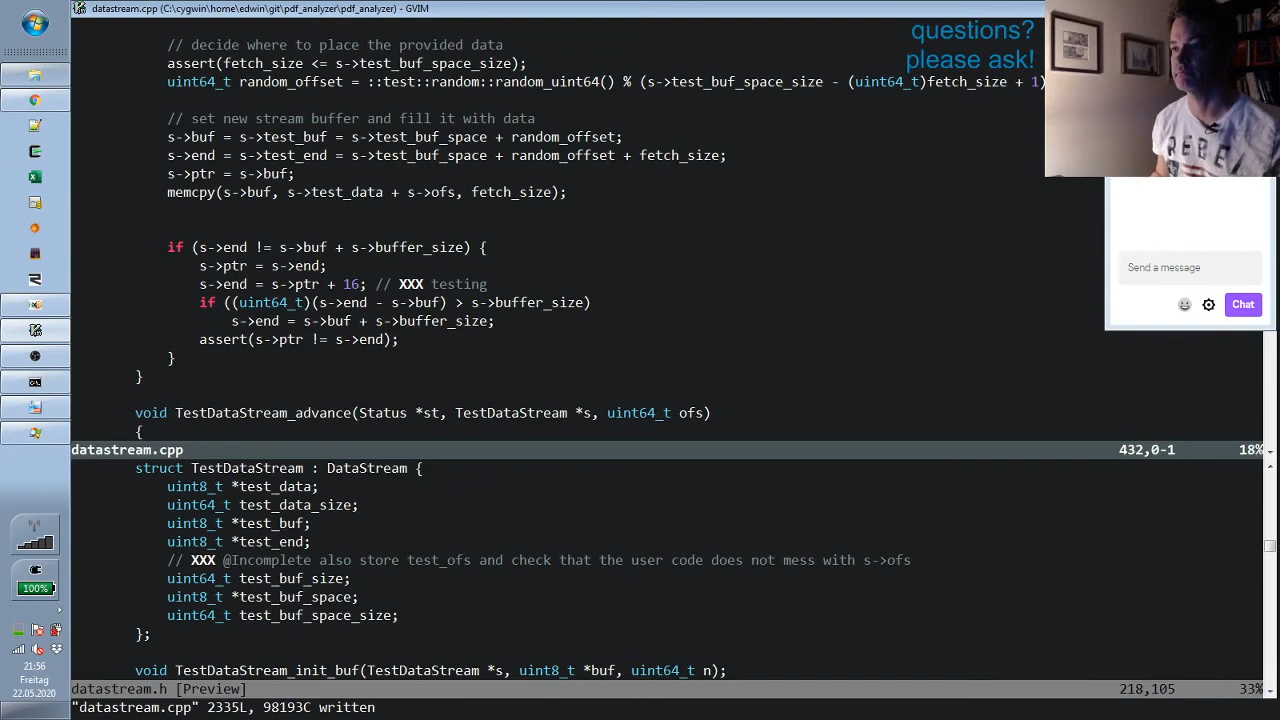 datastream.cpp (C:\cygwin\home\edwin\git\pdf_analyzer\pdf_analyzer) - GVIM
questions?
please ask!
// decide where to place the provided data
assert(fetch_size <= s->test_buf_space_size);
uint64_t random_offset = ::test::random::random_uint64() % (s->test_buf_space_size - (uint64_t)fetch_size + 1)
// set new stream buffer and fill it with data
s->buf = s->test_buf = s->test_buf_space + random_offset;
s->end = s->test_end = s->test_buf_space + random_offset + fetch_size;
s->ptr = s->buf;
memcpy(s->buf, s->test_data + s->ofs, fetch_size);
if (s->end != s->buf + s->buffer_size) {
s->ptr = s->end;
s->end = s->ptr + 16; // XXX testing
if ((uint64_t)(s->end - s->buf) > s->buffer_size)
s->end = s->buf + s->buffer_size;
assert(s->ptr != s->end);
}
}
void TestDataStream_advance(Status *st, TestDataStream *s, uint64_t ofs)
{
datastream.cpp 432,0-1 18%
struct TestDataStream : DataStream {
uint8_t *test_data;
uint64_t test_data_size;
uint8_t *test_buf;
uint8_t *test_end;
// XXX @Incomplete also store test_ofs and check that the user code does not mess with s->ofs
uint64_t test_buf_size;
uint8_t *test_buf_space;
uint64_t test_buf_space_size;
};
void TestDataStream_init_buf(TestDataStream *s, uint8_t *buf, uint64_t n);
datastream.h [Preview] 218,105 33%
"datastream.cpp" 2335L, 98193C written
REBEL
Send a message
Chat
100%
21:56
Freitag
22.05.2020